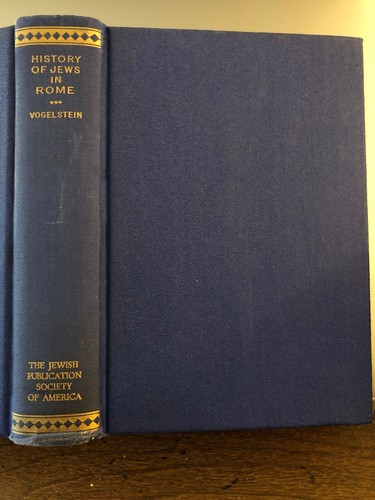 HISTORY
OF JEWS
IN
ROME
***
VOGELSTEIN
THE JEWISH
PUBLICATION
SOCIETY
OF AMERICA